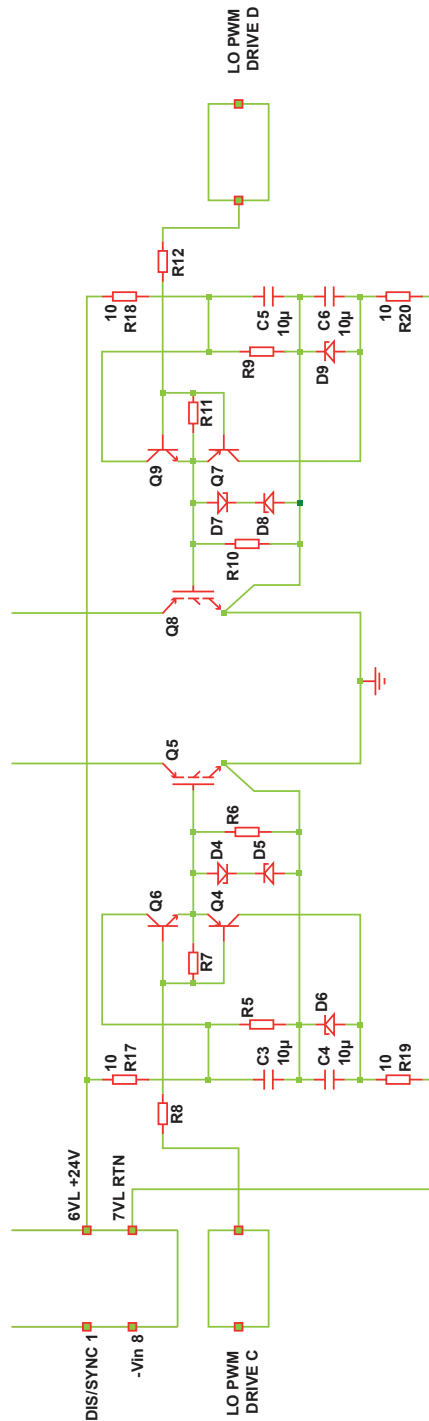 DIS/SYNC 1
-Vin 8
6VL +24V
7VL RTN
LO PWM
DRIVE C
R8
10
R17
C3
10µ
C4
10µ
10
R19
R5
D6
R7
Q6
Q4
D4
D5
R6
Q5
Q8
R10
D7
D8
Q9
Q7
R11
R9
D9
10
R18
C5
10µ
C6
10µ
10
R20
R12
LO PWM
DRIVE D